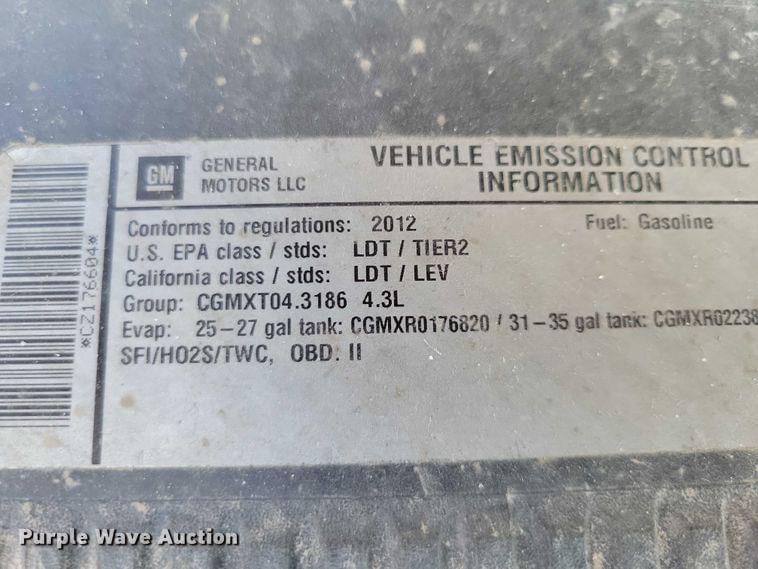 GM
GENERAL
MOTORS LLC
VEHICLE EMISSION CONTROL
INFORMATION
Conforms to regulations: 2012 Fuel: Gasoline
U.S. EPA class / stds: LDT / TIER2
California class / stds: LDT / LEV
Group: CGMXT04.3186 4.3L
Evap: 25-27 gal tank: CGMXR0176820 / 31-35 gal tank: CGMXR02238
SFI/HO2S/TWC, OBD: II
*CZ176604*
Purple Wave Auction